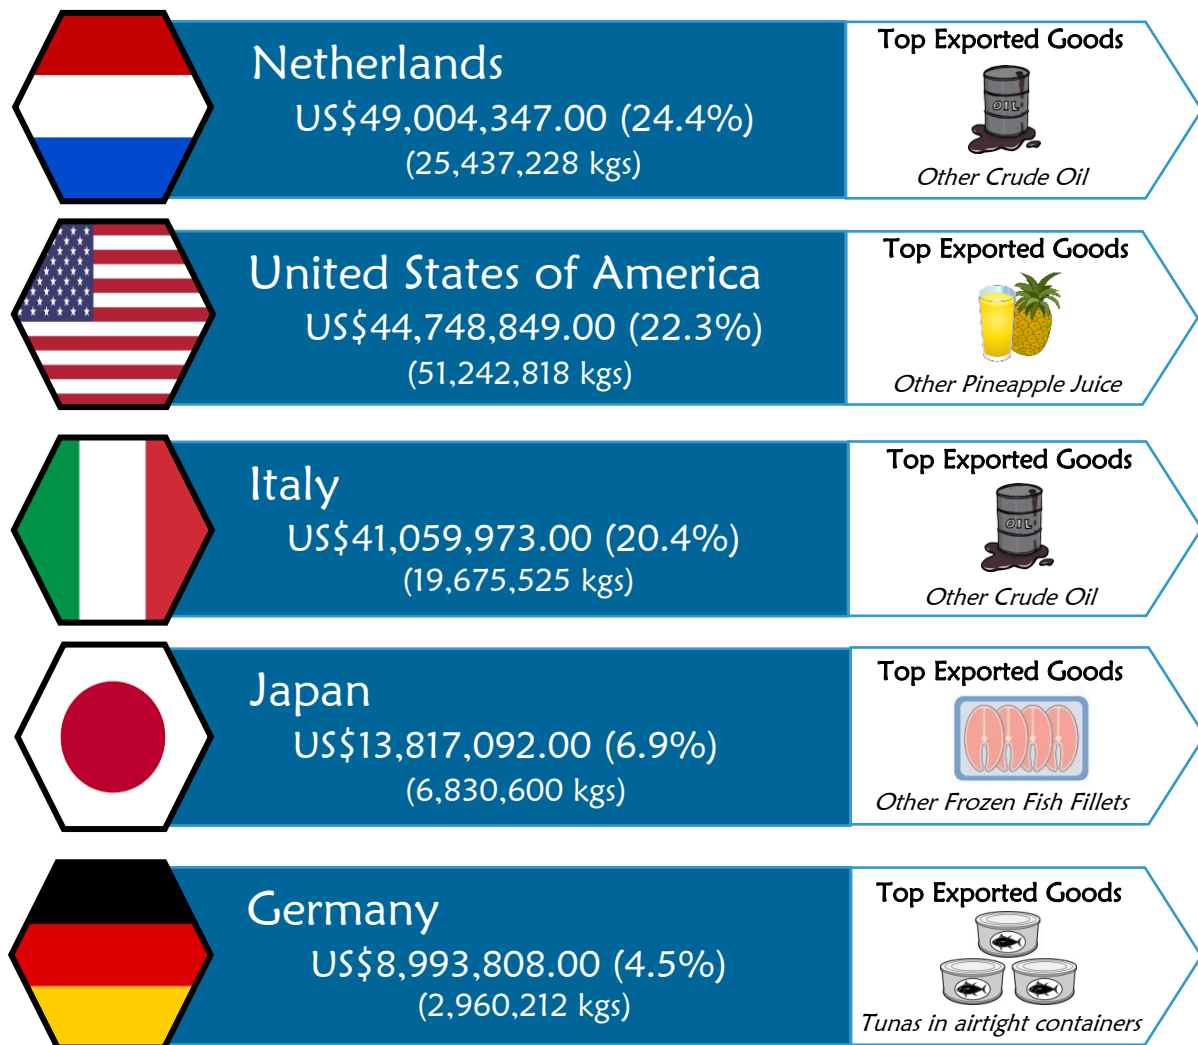 Netherlands
US$49,004,347.00 (24.4%)
(25,437,228 kgs)
Top Exported Goods
OIL
Other Crude Oil
United States of America
US$44,748,849.00 (22.3%)
(51,242,818 kgs)
Top Exported Goods
Other Pineapple Juice
Italy
US$41,059,973.00 (20.4%)
(19,675,525 kgs)
Top Exported Goods
OIL
Other Crude Oil
Japan
US$13,817,092.00 (6.9%)
(6,830,600 kgs)
Top Exported Goods
Other Frozen Fish Fillets
Germany
US$8,993,808.00 (4.5%)
(2,960,212 kgs)
Top Exported Goods
Tunas in airtight containers